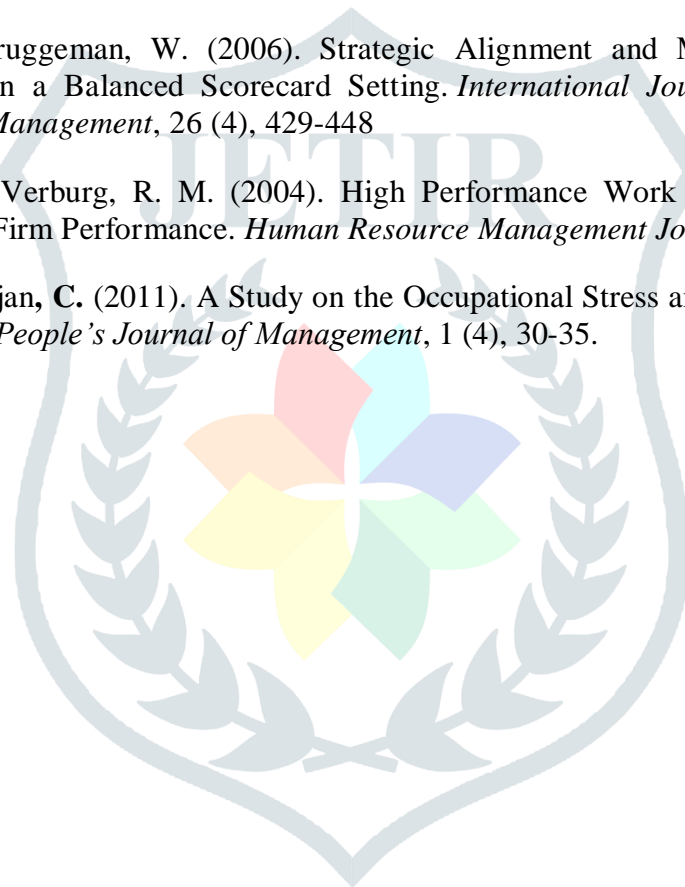 ruggeman, W. (2006). Strategic Alignment and M
n a Balanced Scorecard Setting. International Jou
Management, 26 (4), 429-448
JETIR
Verburg, R. M. (2004). High Performance Work
Firm Performance. Human Resource Management Jo
jan, C. (2011). A Study on the Occupational Stress a
People’s Journal of Management, 1 (4), 30-35.